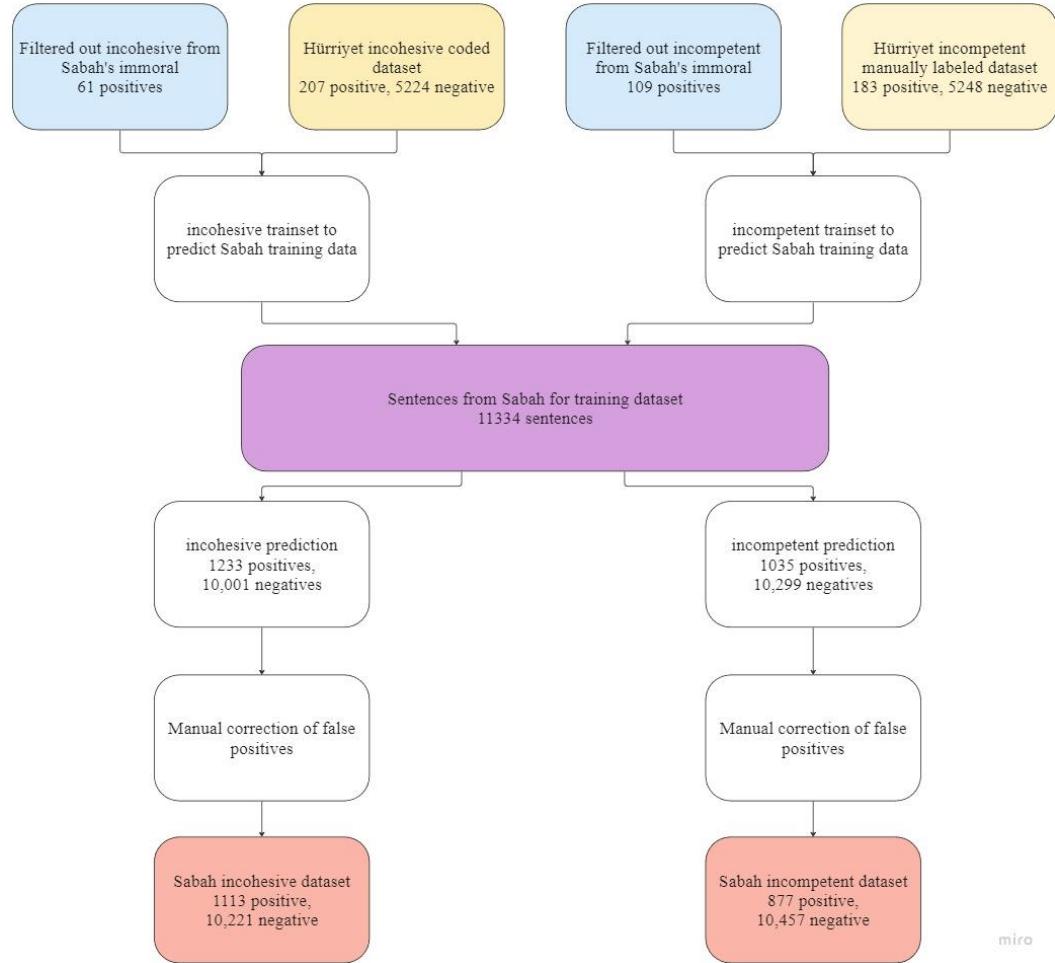 Filtered out incohesive from
Sabah's immoral
61 positives
Hürriyet incohesive coded
dataset
207 positive, 5224 negative
Filtered out incompetent
from Sabah's immoral
109 positives
Hürriyet incompetent
manually labeled dataset
183 positive, 5248 negative
incohesive trainset to
predict Sabah training data
incompetent trainset to
predict Sabah training data
Sentences from Sabah for training dataset
11334 sentences
incohesive prediction
1233 positives,
10,001 negatives
incompetent prediction
1035 positives,
10,299 negatives
Manual correction of false
positives
Manual correction of false
positives
Sabah incohesive dataset
1113 positive,
10,221 negative
Sabah incompetent dataset
877 positive,
10,457 negative
miro